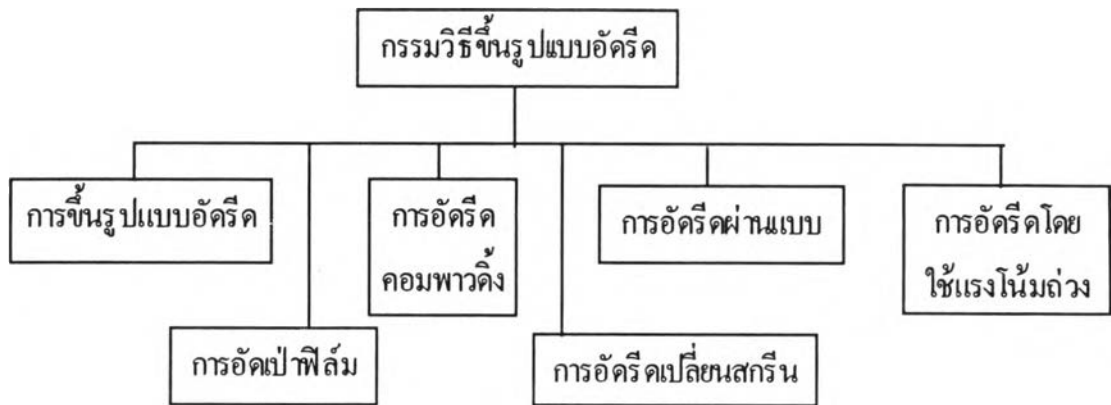 กรรมวิธีขึ้นรูปแบบอัดรีด
การขึ้นรูปแบบอัดรีด
การอัดรีด
คอมพาวดิ้ง
การอัดรีดผ่านแบบ
การอัดรีดโดย
ใช้แรงโน้มถ่วง
การอัดเป่าฟิล์ม
การอัดรีดเปลี่ยนสกรีน